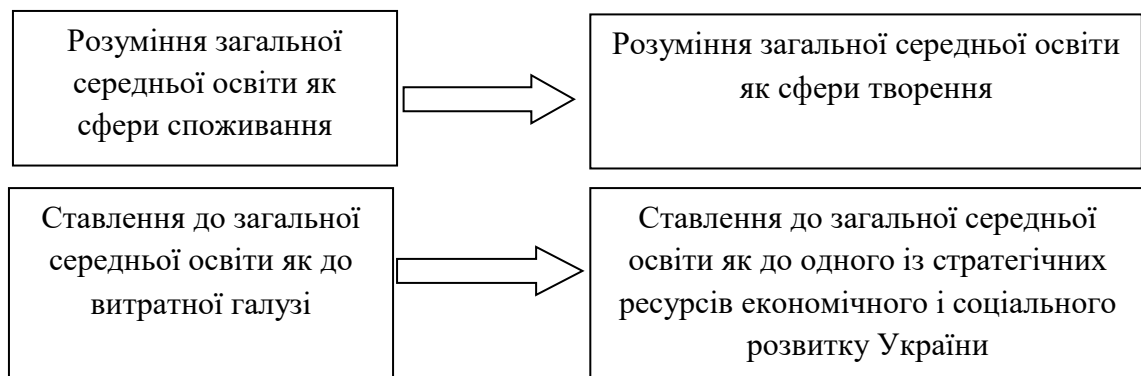 Розуміння загальної
середньої освіти як
сфери споживання
Розуміння загальної середньої освіти
як сфери творення
Ставлення до загальної
середньої освіти як до
витратної галузі
Ставлення до загальної середньої
освіти як до одного із стратегічних
ресурсів економічного і соціального
розвитку України